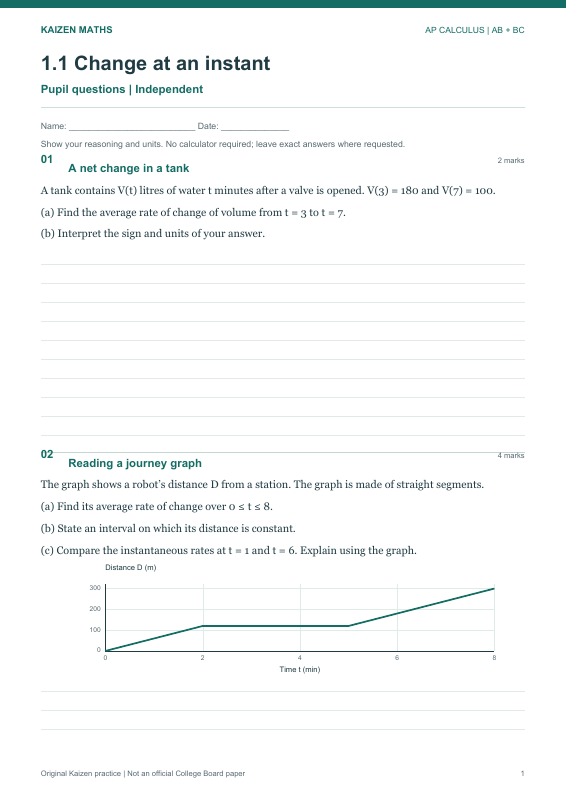 KAIZEN MATHS
AP CALCULUS | AB + BC
1.1 Change at an instant
Pupil questions | Independent
Name: __________________________ Date: ______________
Show your reasoning and units. No calculator required; leave exact answers where requested.
01
2 marks
A net change in a tank
A tank contains V(t) litres of water t minutes after a valve is opened. V(3) = 180 and V(7) = 100.
(a) Find the average rate of change of volume from t = 3 to t = 7.
(b) Interpret the sign and units of your answer.
02
4 marks
Reading a journey graph
The graph shows a robot's distance D from a station. The graph is made of straight segments.
(a) Find its average rate of change over 0 ≤ t ≤ 8.
(b) State an interval on which its distance is constant.
(c) Compare the instantaneous rates at t = 1 and t = 6. Explain using the graph.
Distance D (m)
300
200
100
0
0 2 4 6 8
Time t (min)
Original Kaizen practice | Not an official College Board paper
1